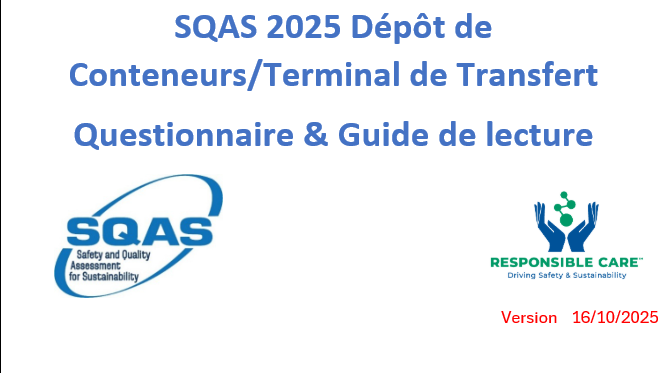 SQAS 2025 Dépôt de
Conteneurs/Terminal de Transfert
Questionnaire & Guide de lecture
SQAS
Safety and Quality
Assessment
for Sustainability
RESPONSIBLE CARE™
Driving Safety & Sustainability
Version 16/10/2025